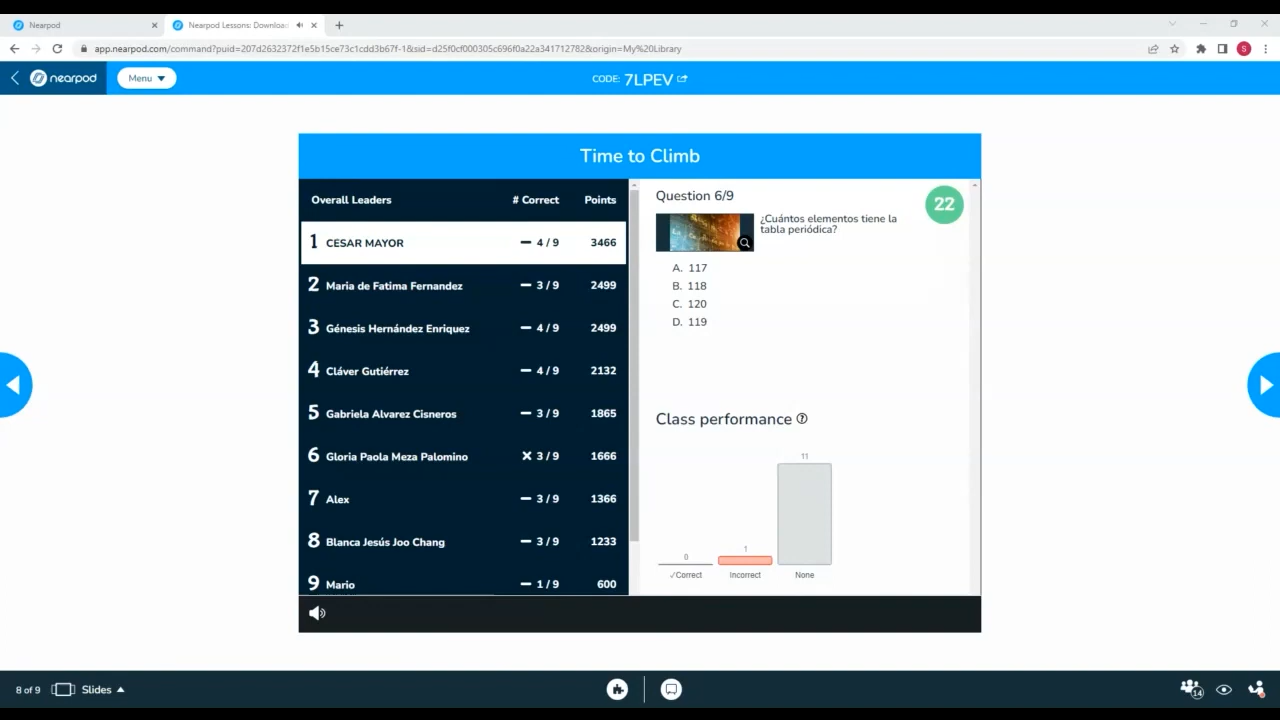 Nearpod
Nearpod Lessons: Downloa
app.nearpod.com/command?puid=207d2632372f1e5b15ce73c1cdd3b67f-1&sid=d25f0cf000305c696f0a22a341712782&origin=My%20Library
S
nearpod
Menu
CODE: 7LPEV
Time to Climb
Overall Leaders # Correct Points
1 CESAR MAYOR 4 / 9 3466
2 Maria de Fatima Fernandez 3 / 9 2499
3 Génesis Hernández Enriquez 4 / 9 2499
4 Cláver Gutiérrez 4 / 9 2132
5 Gabriela Alvarez Cisneros 3 / 9 1865
6 Gloria Paola Meza Palomino 3 / 9 1666
7 Alex 3 / 9 1366
8 Blanca Jesús Joo Chang 3 / 9 1233
9 Mario 1 / 9 600
Question 6/9
22
¿Cuántos elementos tiene la
tabla periódica?
A. 117
B. 118
C. 120
D. 119
Class performance ?
11
1
0
✓Correct Incorrect None
8 of 9 Slides
14